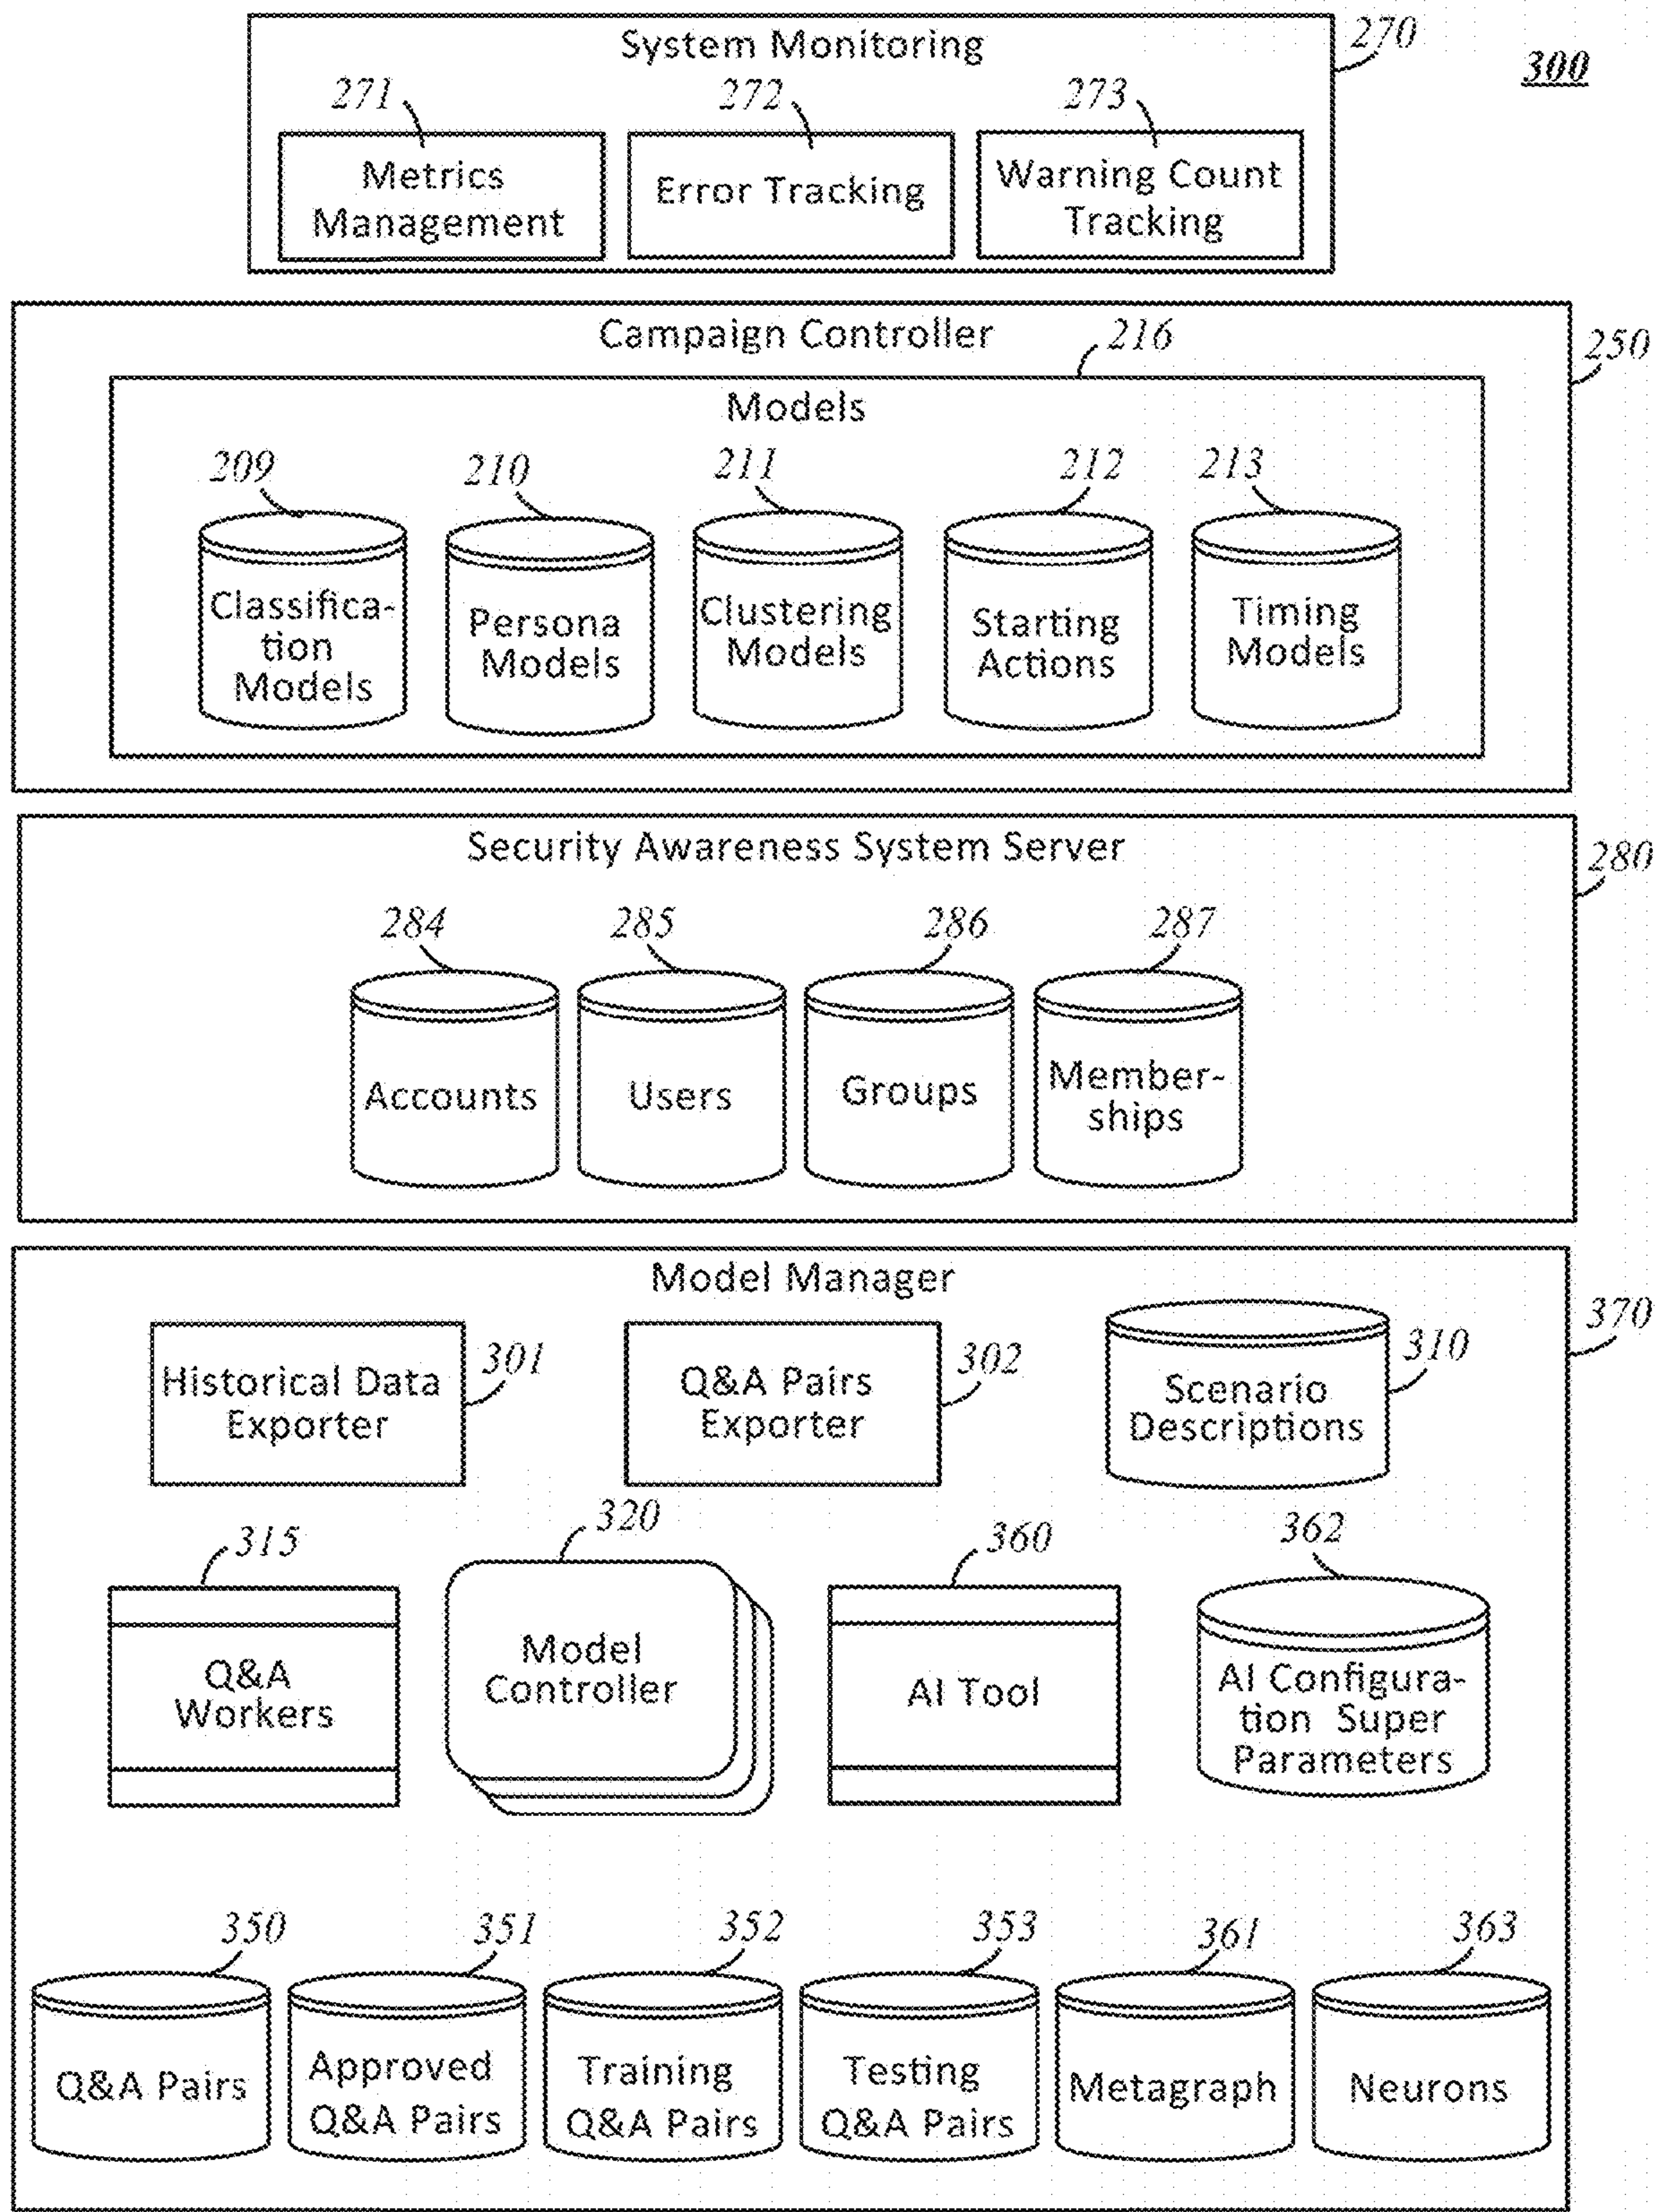 System Monitoring
270
300
271
272
273
Metrics
Management
Error Tracking
Warning Count
Tracking
Campaign Controller
216
250
Models
209
210
211
212
213
Classifica-
tion
Models
Persona
Models
Clustering
Models
Starting
Actions
Timing
Models
Security Awareness System Server
280
284
285
286
287
Accounts
Users
Groups
Member-
ships
Model Manager
370
Historical Data
Exporter
301
Q&A Pairs
Exporter
302
Scenario
Descriptions
310
315
320
360
362
Q&A
Workers
Model
Controller
AI Tool
AI Configura-
tion Super
Parameters
350
351
352
353
361
363
Q&A Pairs
Approved
Q&A Pairs
Training
Q&A Pairs
Testing
Q&A Pairs
Metagraph
Neurons